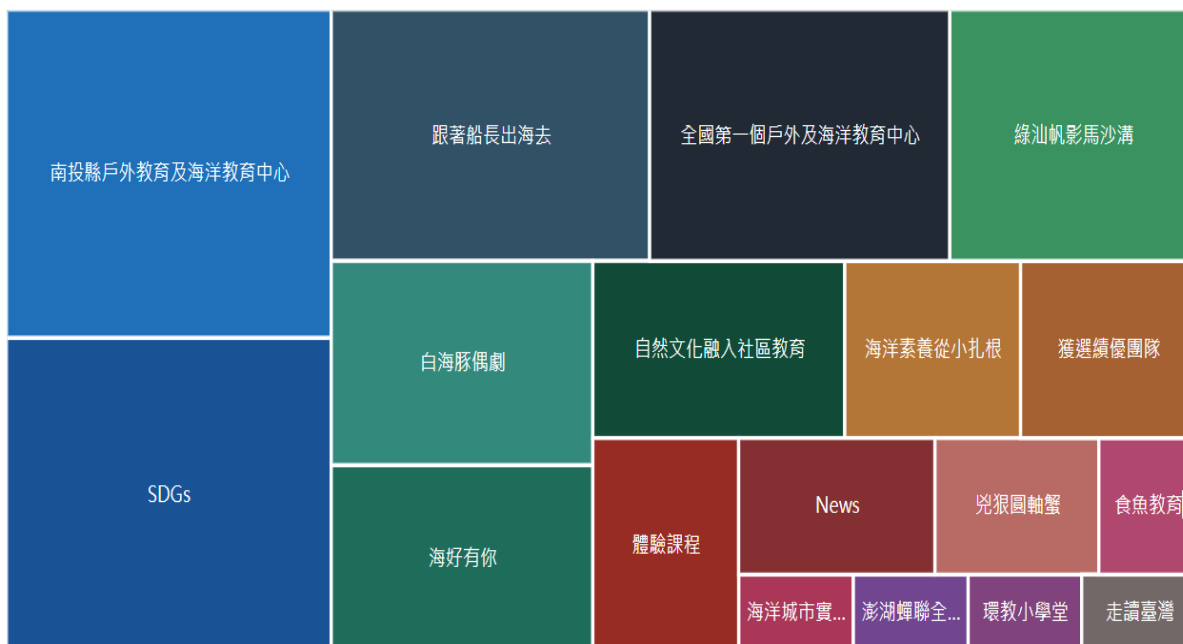 南投縣戶外教育及海洋教育中心
跟著船長出海去
全國第一個戶外及海洋教育中心
綠汕帆影馬沙溝
SDGs
白海豚偶劇
自然文化融入社區教育
海洋素養從小扎根
獲選績優團隊
海好有你
體驗課程
News
兇狠圓軸蟹
食魚教育
海洋城市實...
澎湖蟬聯全...
環教小學堂
走讀臺灣